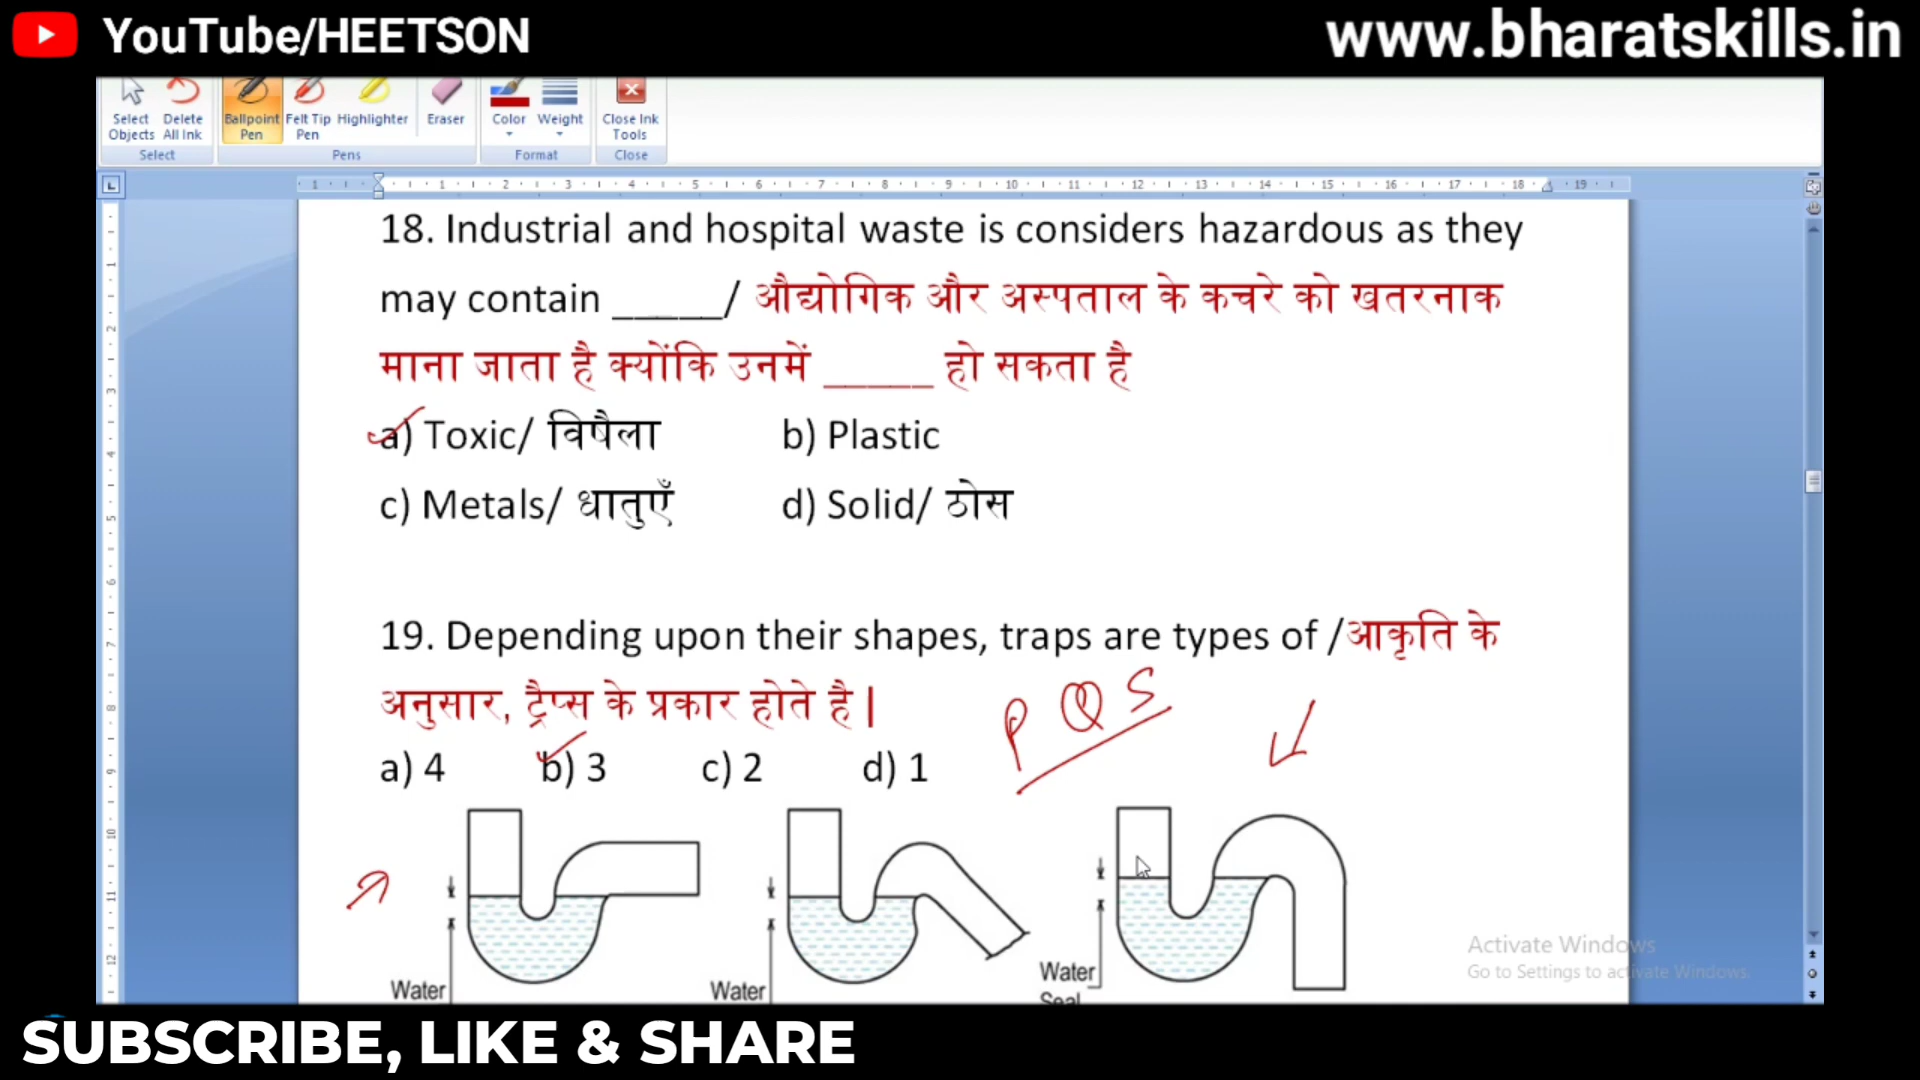 YouTube/HEETSON
www.bharatskills.in
Select Objects
Delete All Ink
Ballpoint Pen
Felt Tip Pen
Highlighter
Eraser
Color
Weight
Close Ink Tools
Select
Pens
Format
Close
18. Industrial and hospital waste is considers hazardous as they
may contain _____/ औद्योगिक और अस्पताल के कचरे को खतरनाक
माना जाता है क्योंकि उनमें _____ हो सकता है
a) Toxic/ विषैला b) Plastic
c) Metals/ धातुएँ d) Solid/ ठोस
19. Depending upon their shapes, traps are types of /आकृति के
अनुसार, ट्रैप्स के प्रकार होते है |
P Q S
a) 4 b) 3 c) 2 d) 1
Water
Water
Water
Seal
Activate Windows
Go to Settings to activate Windows.
SUBSCRIBE, LIKE & SHARE